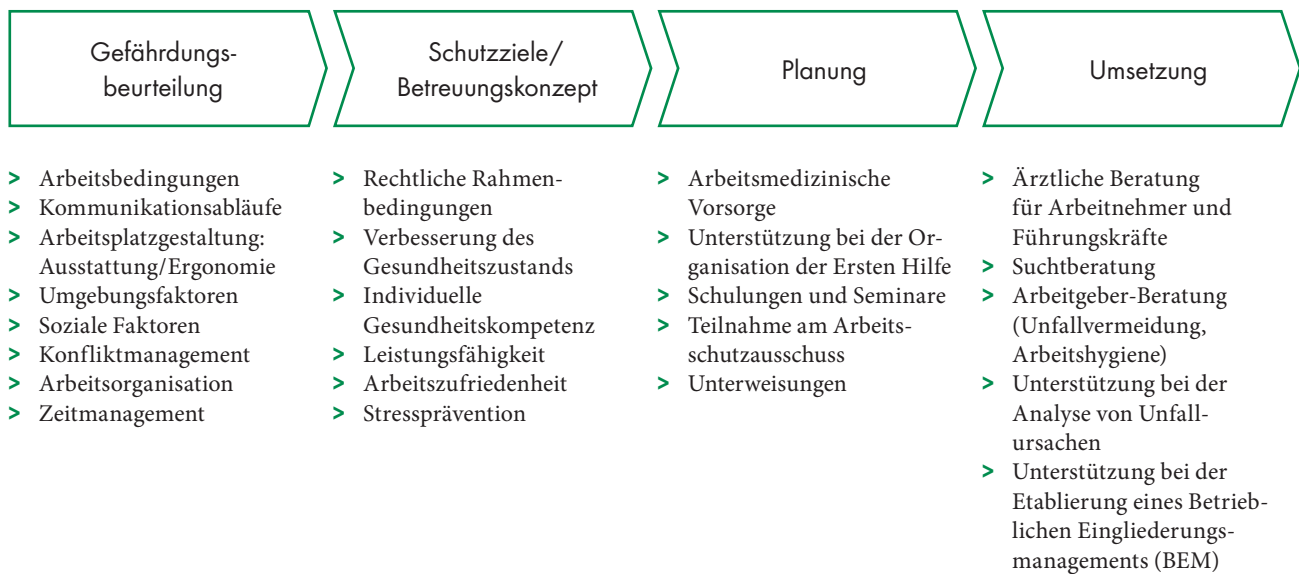 Gefährdungs-
beurteilung
Schutzziele/
Betreuungskonzept
Planung
Umsetzung
> Arbeitsbedingungen
> Kommunikationsabläufe
> Arbeitsplatzgestaltung:
Ausstattung/Ergonomie
> Umgebungsfaktoren
> Soziale Faktoren
> Konfliktmanagement
> Arbeitsorganisation
> Zeitmanagement
> Rechtliche Rahmen-
bedingungen
> Verbesserung des
Gesundheitszustands
> Individuelle
Gesundheitskompetenz
> Leistungsfähigkeit
> Arbeitszufriedenheit
> Stressprävention
> Arbeitsmedizinische
Vorsorge
> Unterstützung bei der Or-
ganisation der Ersten Hilfe
> Schulungen und Seminare
> Teilnahme am Arbeits-
schutzausschuss
> Unterweisungen
> Ärztliche Beratung
für Arbeitnehmer und
Führungskräfte
> Suchtberatung
> Arbeitgeber-Beratung
(Unfallvermeidung,
Arbeitshygiene)
> Unterstützung bei der
Analyse von Unfall-
ursachen
> Unterstützung bei der
Etablierung eines Betrieb-
lichen Eingliederungs-
managements (BEM)